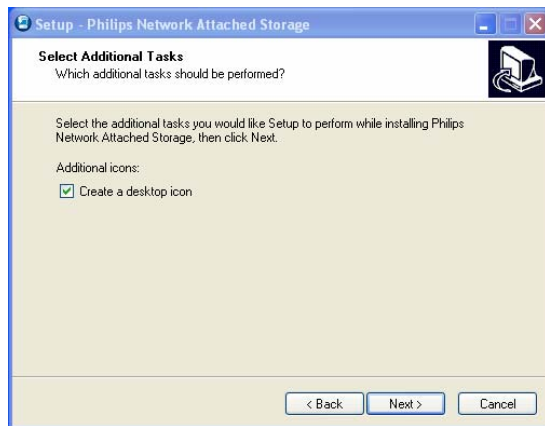 Setup - Philips Network Attached Storage
Select Additional Tasks
Which additional tasks should be performed?
Select the additional tasks you would like Setup to perform while installing Philips
Network Attached Storage, then click Next.
Additional icons:
Create a desktop icon
< Back Next > Cancel